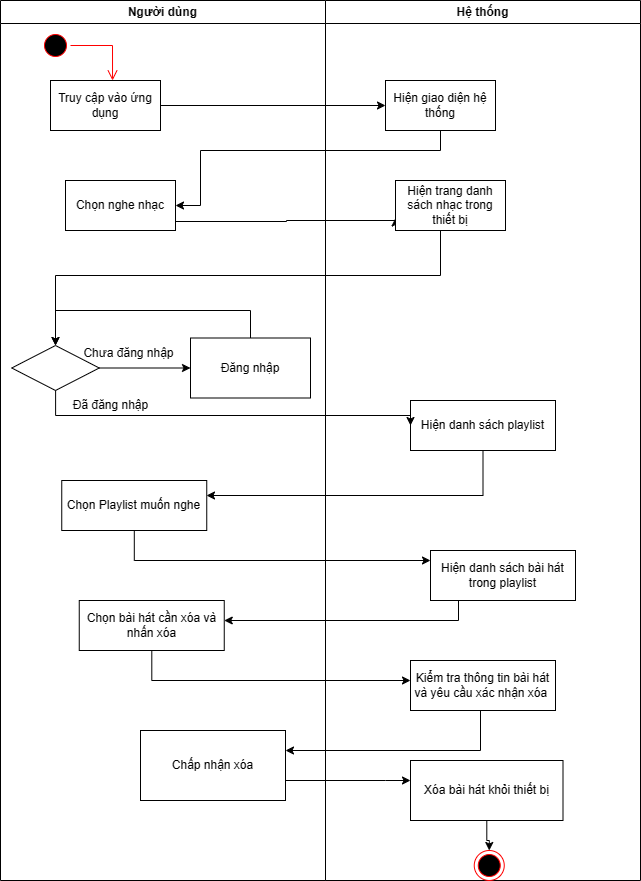 Người dùng
Hệ thống
Truy cập vào ứng
dụng
Hiện giao diện hệ
thống
Chọn nghe nhạc
Hiện trang danh
sách nhạc trong
thiết bị
Chưa đăng nhập
Đăng nhập
Đã đăng nhập
Hiện danh sách playlist
Chọn Playlist muốn nghe
Hiện danh sách bài hát
trong playlist
Chọn bài hát cần xóa và
nhấn xóa
Kiểm tra thông tin bài hát
và yêu cầu xác nhận xóa
Chấp nhận xóa
Xóa bài hát khỏi thiết bị